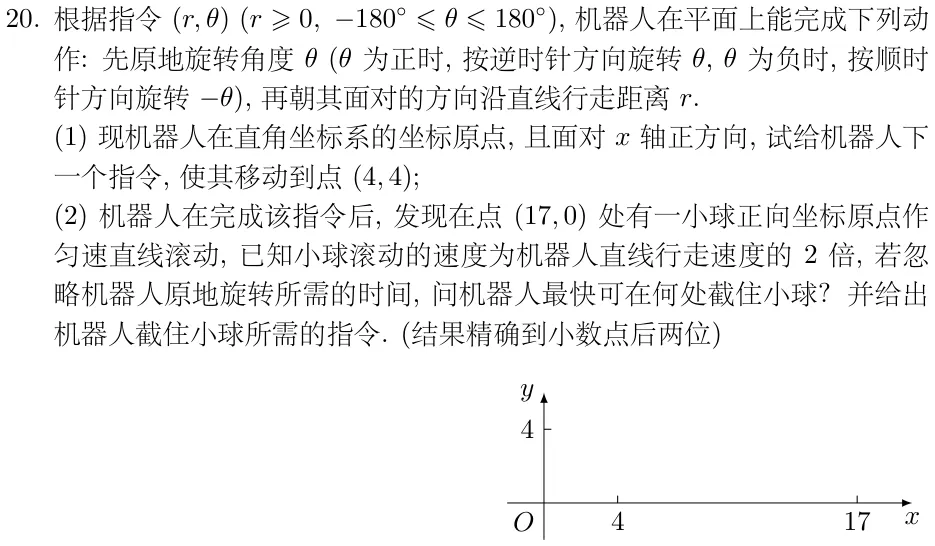 20. 根据指令 (r, θ) (r ⩾ 0, −180° ⩽ θ ⩽ 180°), 机器人在平面上能完成下列动
作: 先原地旋转角度 θ (θ 为正时, 按逆时针方向旋转 θ, θ 为负时, 按顺时
针方向旋转 −θ), 再朝其面对的方向沿直线行走距离 r.
(1) 现机器人在直角坐标系的坐标原点, 且面对 x 轴正方向, 试给机器人下
一个指令, 使其移动到点 (4, 4);
(2) 机器人在完成该指令后, 发现在点 (17, 0) 处有一小球正向坐标原点作
匀速直线滚动, 已知小球滚动的速度为机器人直线行走速度的 2 倍, 若忽
略机器人原地旋转所需的时间, 问机器人最快可在何处截住小球? 并给出
机器人截住小球所需的指令. (结果精确到小数点后两位)
y
4
O 4 17 x